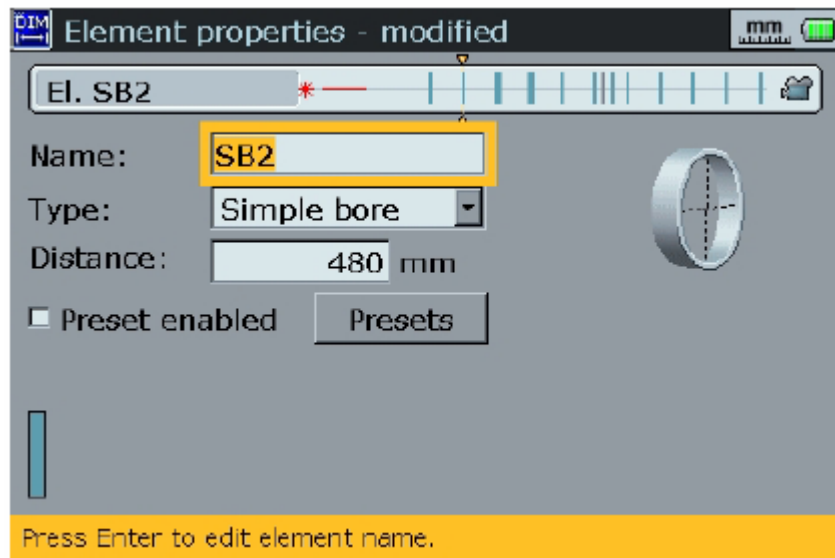 DIM Element properties - modified mm
El. SB2
Name: SB2
Type: Simple bore
Distance: 480 mm
Preset enabled Presets
Press Enter to edit element name.